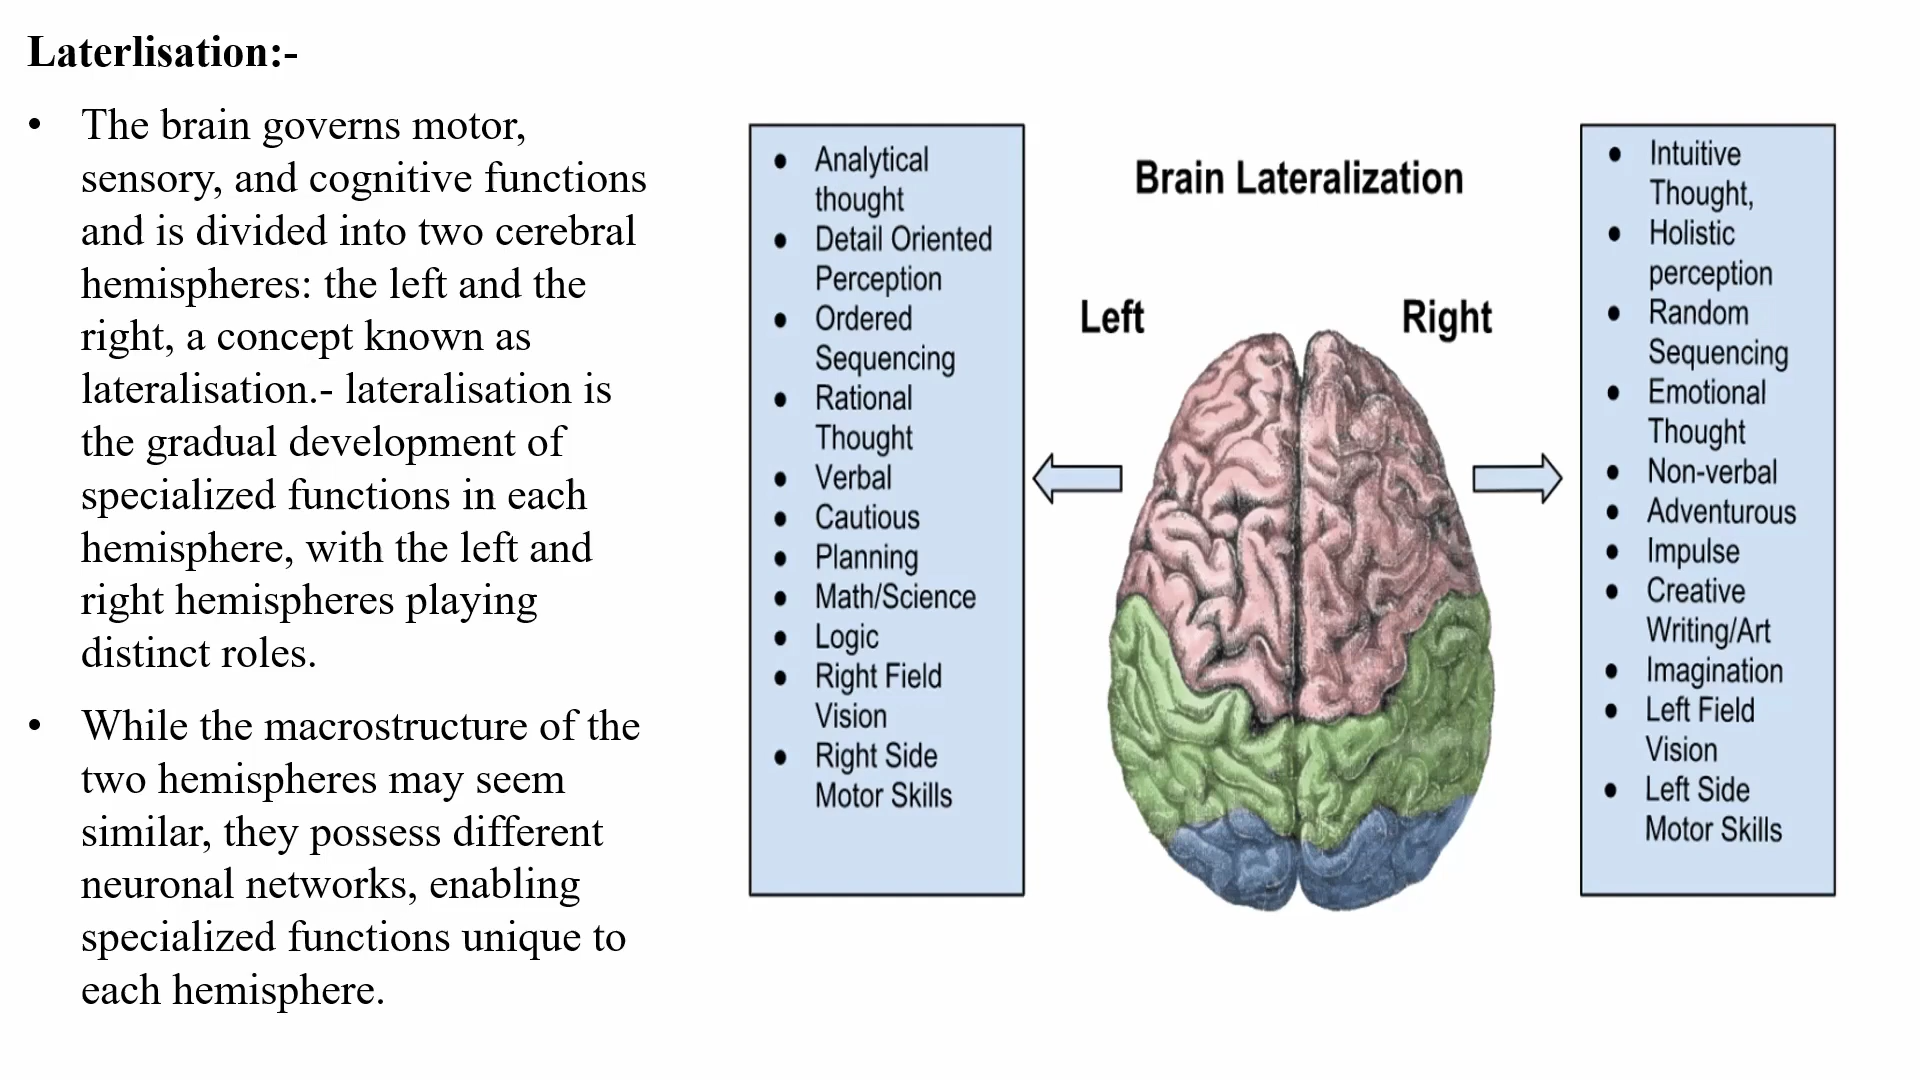 Laterlisation:-
• The brain governs motor,
sensory, and cognitive functions
and is divided into two cerebral
hemispheres: the left and the
right, a concept known as
lateralisation.- lateralisation is
the gradual development of
specialized functions in each
hemisphere, with the left and
right hemispheres playing
distinct roles.
• While the macrostructure of the
two hemispheres may seem
similar, they possess different
neuronal networks, enabling
specialized functions unique to
each hemisphere.
● Analytical
thought
● Detail Oriented
Perception
● Ordered
Sequencing
● Rational
Thought
● Verbal
● Cautious
● Planning
● Math/Science
● Logic
● Right Field
Vision
● Right Side
Motor Skills
Brain Lateralization
Left
Right
● Intuitive
Thought,
● Holistic
perception
● Random
Sequencing
● Emotional
Thought
● Non-verbal
● Adventurous
● Impulse
● Creative
Writing/Art
● Imagination
● Left Field
Vision
● Left Side
Motor Skills